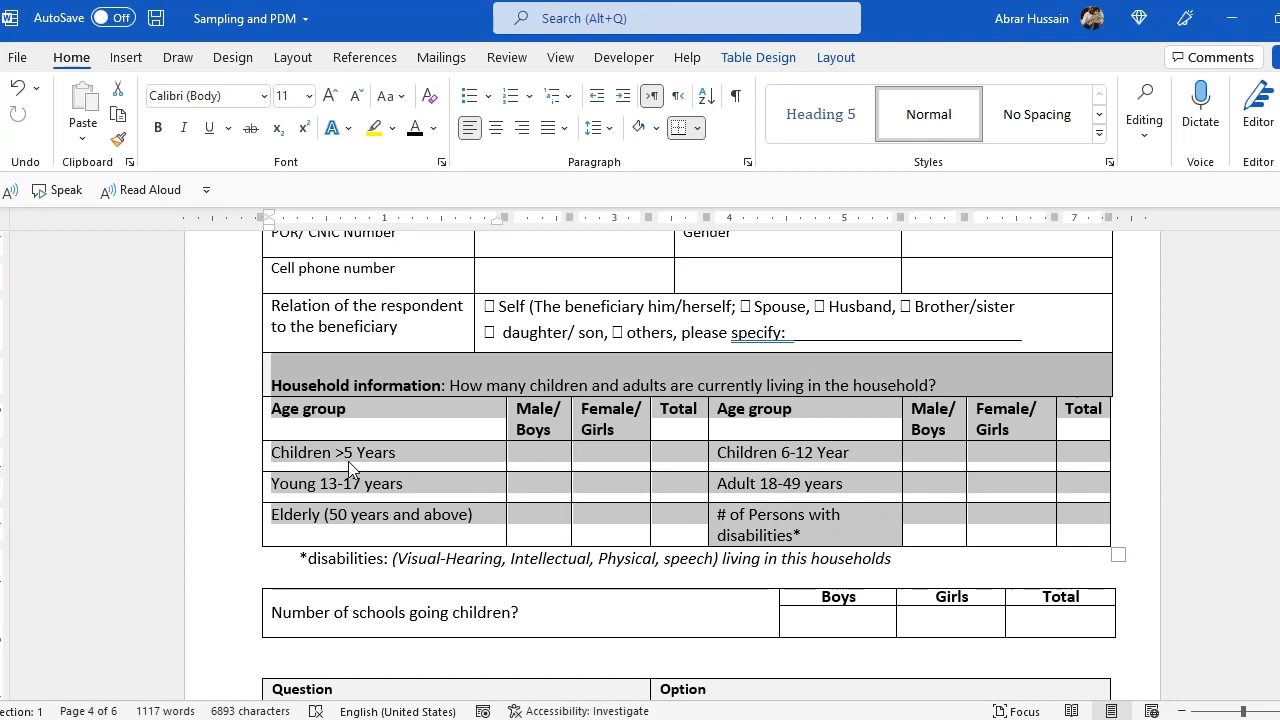 AutoSave Off
Sampling and PDM
Search (Alt+Q)
Abrar Hussain
File Home Insert Draw Design Layout References Mailings Review View Developer Help Table Design Layout
Comments
Calibri (Body) 11
Paste
Heading 5
Normal
No Spacing
Editing
Dictate
Editor
Undo Clipboard Font Paragraph Styles Voice Editor
Speak Read Aloud
1 3 4 5 7
POR/ CNIC Number Gender
Cell phone number
Relation of the respondent to the beneficiary
☐ Self (The beneficiary him/herself; ☐ Spouse, ☐ Husband, ☐ Brother/sister
☐ daughter/ son, ☐ others, please specify: ____________________
Household information: How many children and adults are currently living in the household?
Age group Male/ Boys Female/ Girls Total Age group Male/ Boys Female/ Girls Total
Children >5 Years Children 6-12 Year
Young 13-17 years Adult 18-49 years
Elderly (50 years and above) # of Persons with disabilities*
*disabilities: (Visual-Hearing, Intellectual, Physical, speech) living in this households
Number of schools going children? Boys Girls Total
Question Option
ection: 1 Page 4 of 6 1117 words 6893 characters English (United States) Accessibility: Investigate Focus